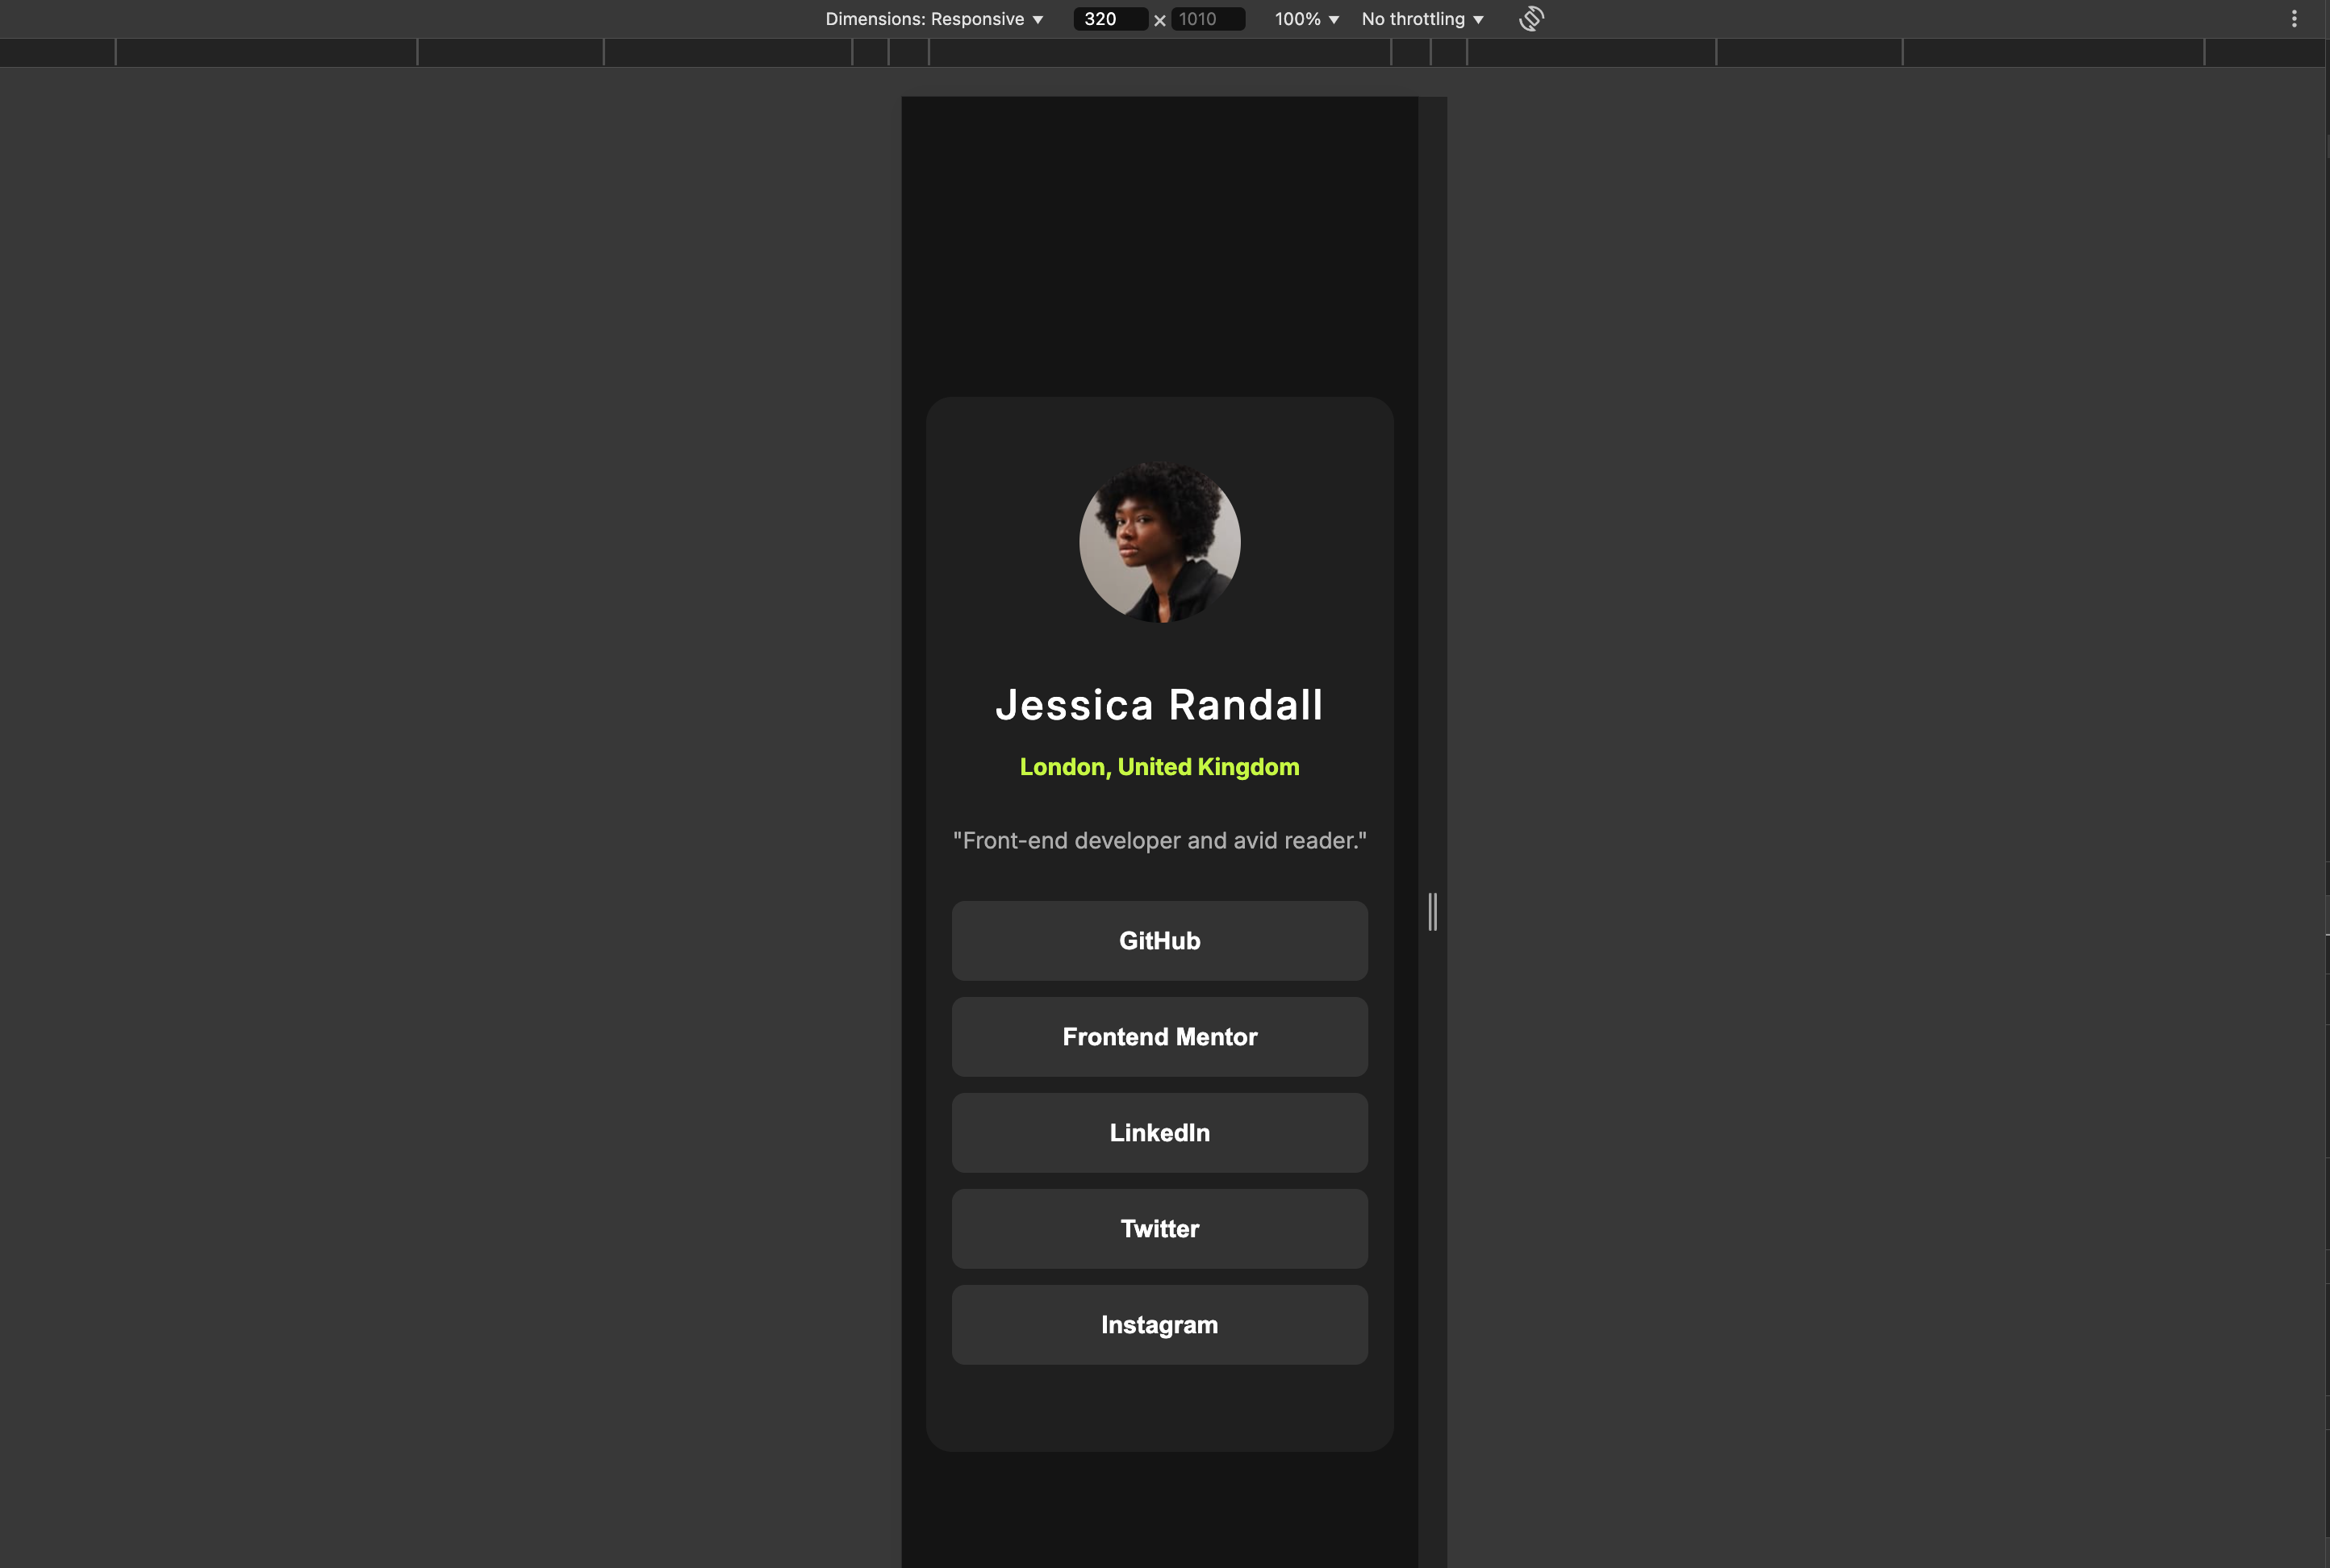 Dimensions: Responsive ▼ 320 × 1010 100% ▼ No throttling ▼
Jessica Randall
London, United Kingdom
"Front-end developer and avid reader."
GitHub
Frontend Mentor
LinkedIn
Twitter
Instagram